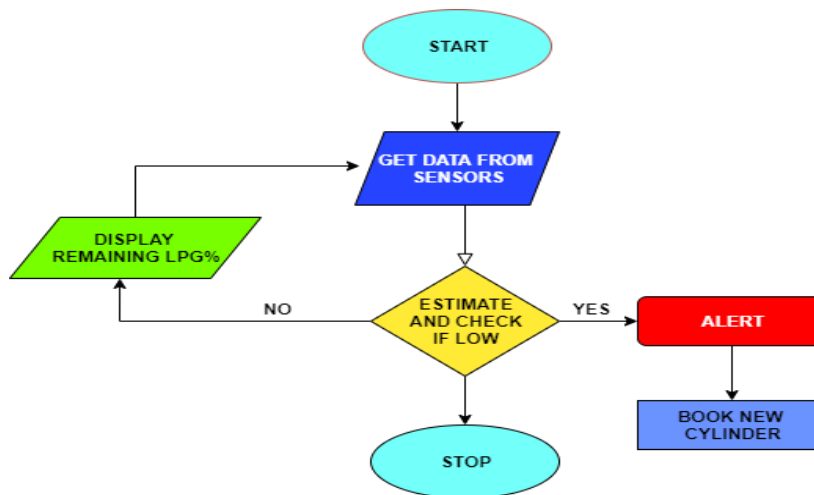 START
GET DATA FROM
SENSORS
DISPLAY
REMAINING LPG%
NO
ESTIMATE
AND CHECK
IF LOW
YES
ALERT
BOOK NEW
CYLINDER
STOP